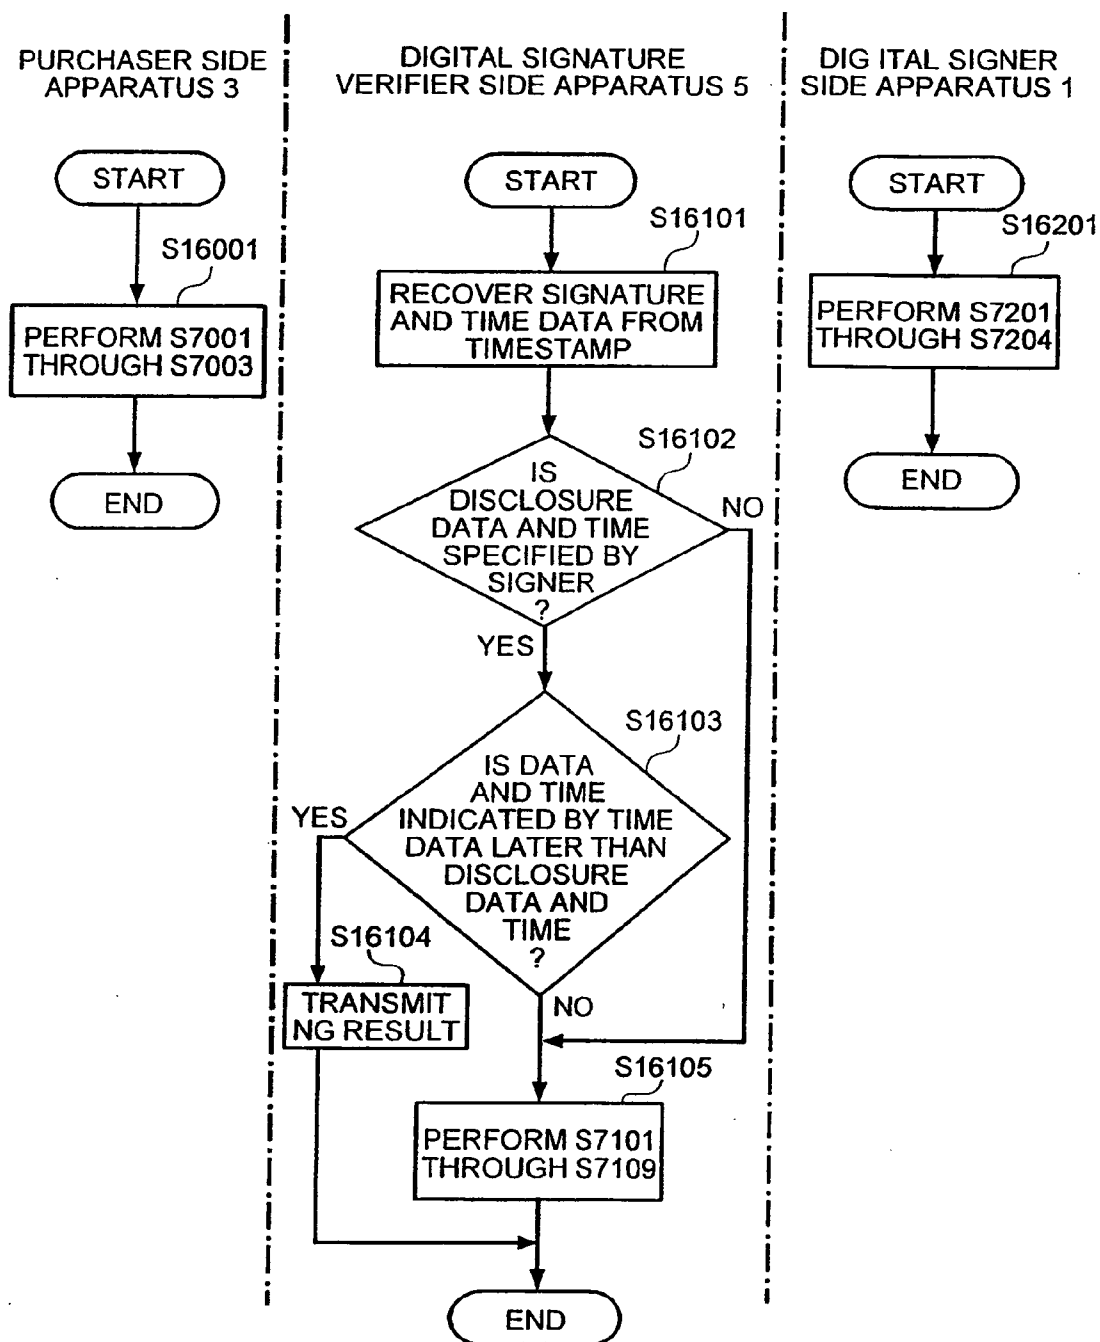 PURCHASER SIDE
APPARATUS 3
START
S16001
PERFORM S7001
THROUGH S7003
END
DIGITAL SIGNATURE
VERIFIER SIDE APPARATUS 5
START
S16101
RECOVER SIGNATURE
AND TIME DATA FROM
TIMESTAMP
S16102
IS
DISCLOSURE
DATA AND TIME
SPECIFIED BY
SIGNER
?
NO
YES
S16103
IS DATA
AND TIME
INDICATED BY TIME
DATA LATER THAN
DISCLOSURE
DATA AND
TIME
?
YES
NO
S16104
TRANSMIT
NG RESULT
S16105
PERFORM S7101
THROUGH S7109
END
DIG ITAL SIGNER
SIDE APPARATUS 1
START
S16201
PERFORM S7201
THROUGH S7204
END